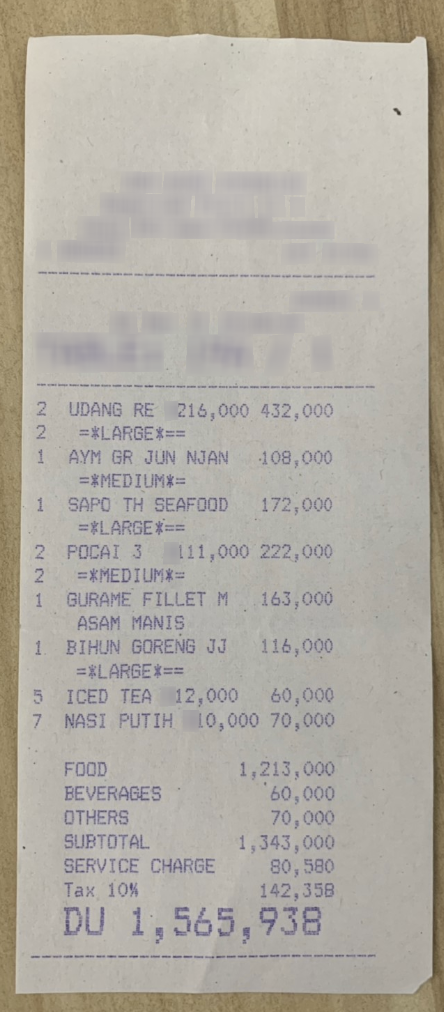 2 UDANG RE 216,000 432,000
2 =*LARGE*==
1 AYM GR JUN NJAN 108,000
=*MEDIUM*=
1 SAPO TH SEAFOOD 172,000
=*LARGE*==
2 POCAI 3 111,000 222,000
2 =*MEDIUM*=
1 GURAME FILLET M 163,000
ASAM MANIS
1 BIHUN GORENG JJ 116,000
=*LARGE*==
5 ICED TEA 12,000 60,000
7 NASI PUTIH 10,000 70,000
FOOD 1,213,000
BEVERAGES 60,000
OTHERS 70,000
SUBTOTAL 1,343,000
SERVICE CHARGE 80,580
Tax 10% 142,358
DU 1,565,938